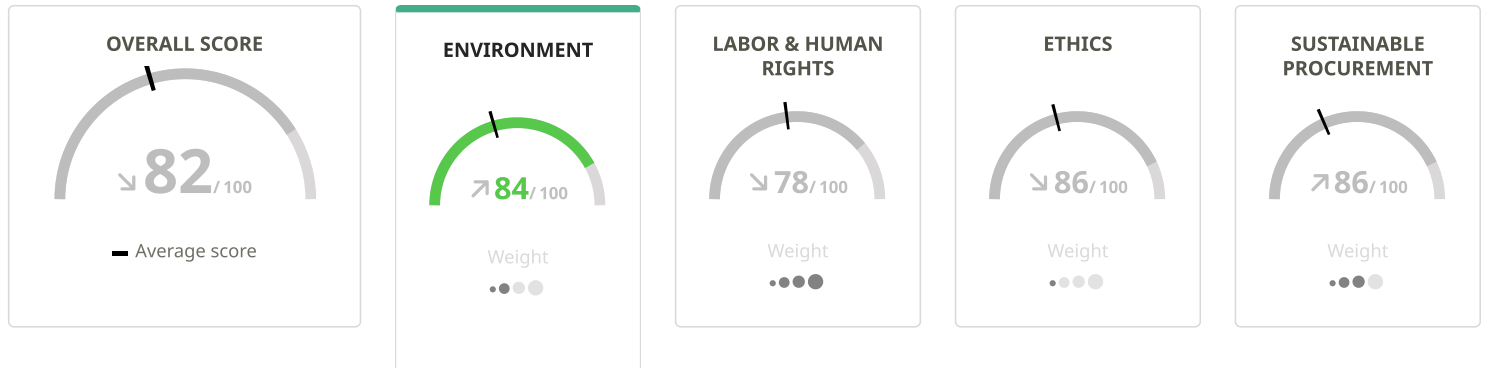 OVERALL SCORE
82 / 100
Average score
ENVIRONMENT
84 / 100
Weight
LABOR & HUMAN
RIGHTS
78 / 100
Weight
ETHICS
86 / 100
Weight
SUSTAINABLE
PROCUREMENT
86 / 100
Weight